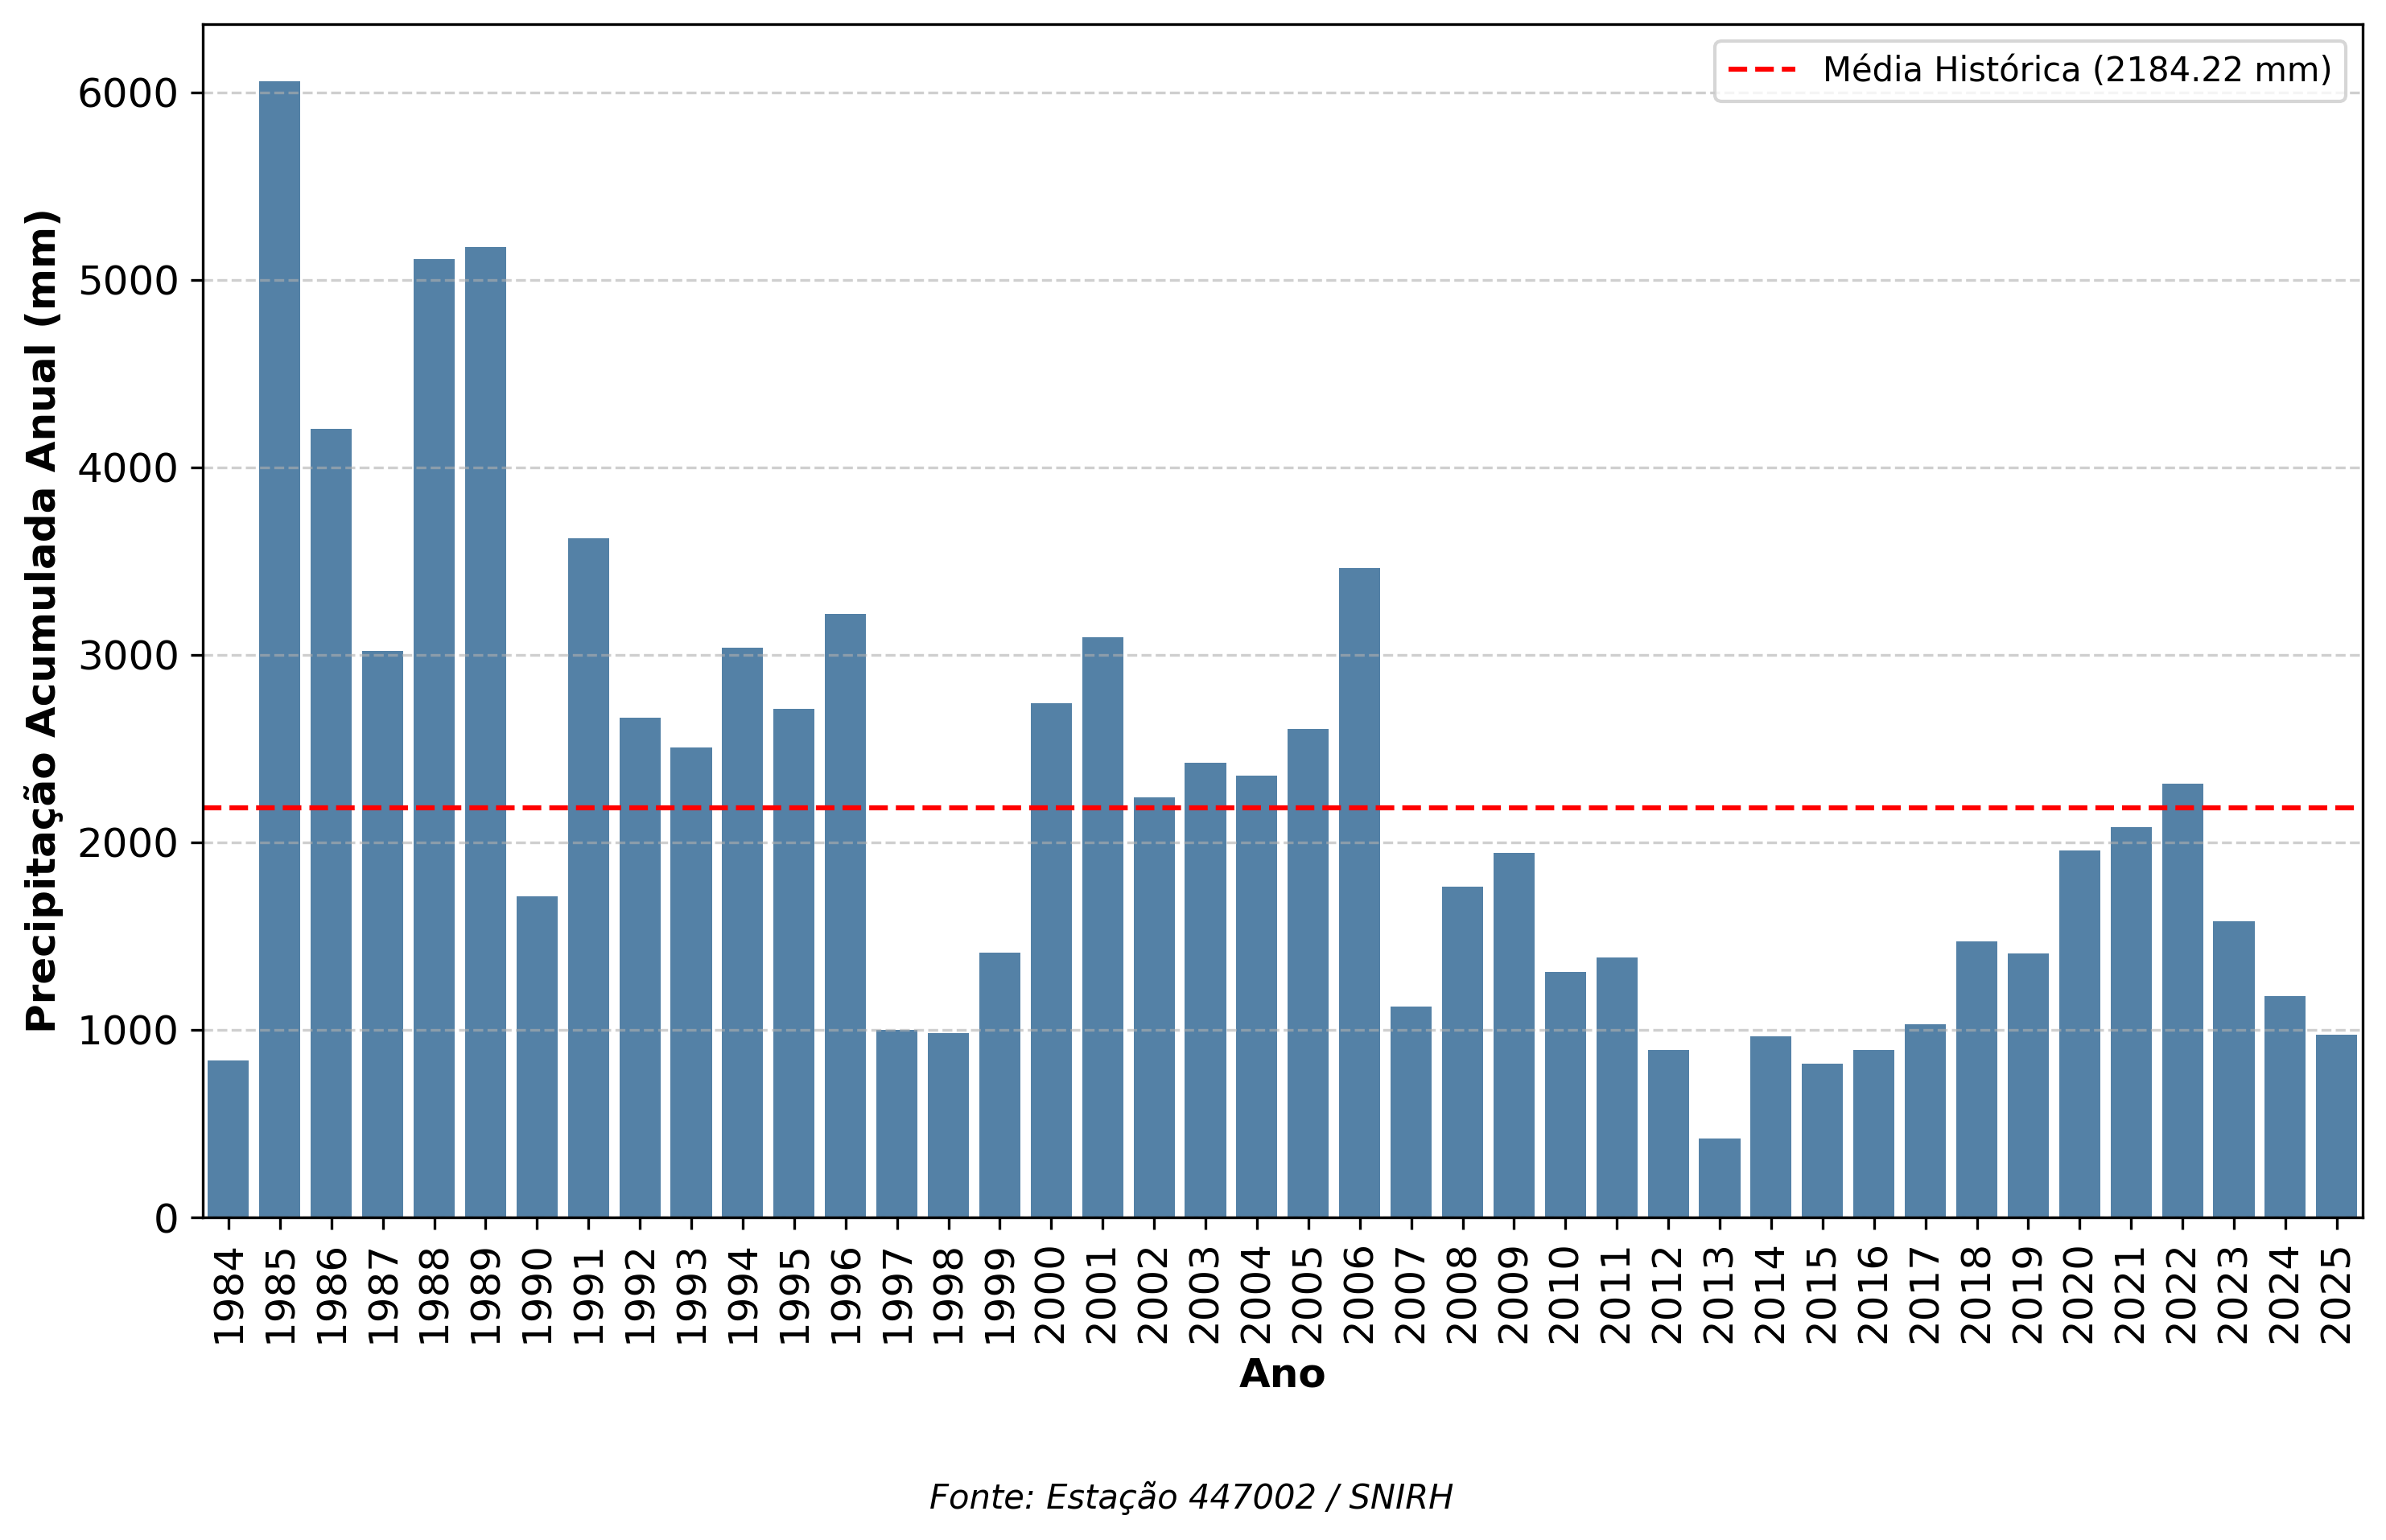 Média Histórica (2184.22 mm)
Precipitação Acumulada Anual (mm)
6000
5000
4000
3000
2000
1000
0
1984 1985 1986 1987 1988 1989 1990 1991 1992 1993 1994 1995 1996 1997 1998 1999 2000 2001 2002 2003 2004 2005 2006 2007 2008 2009 2010 2011 2012 2013 2014 2015 2016 2017 2018 2019 2020 2021 2022 2023 2024 2025
Ano
Fonte: Estação 447002 / SNIRH